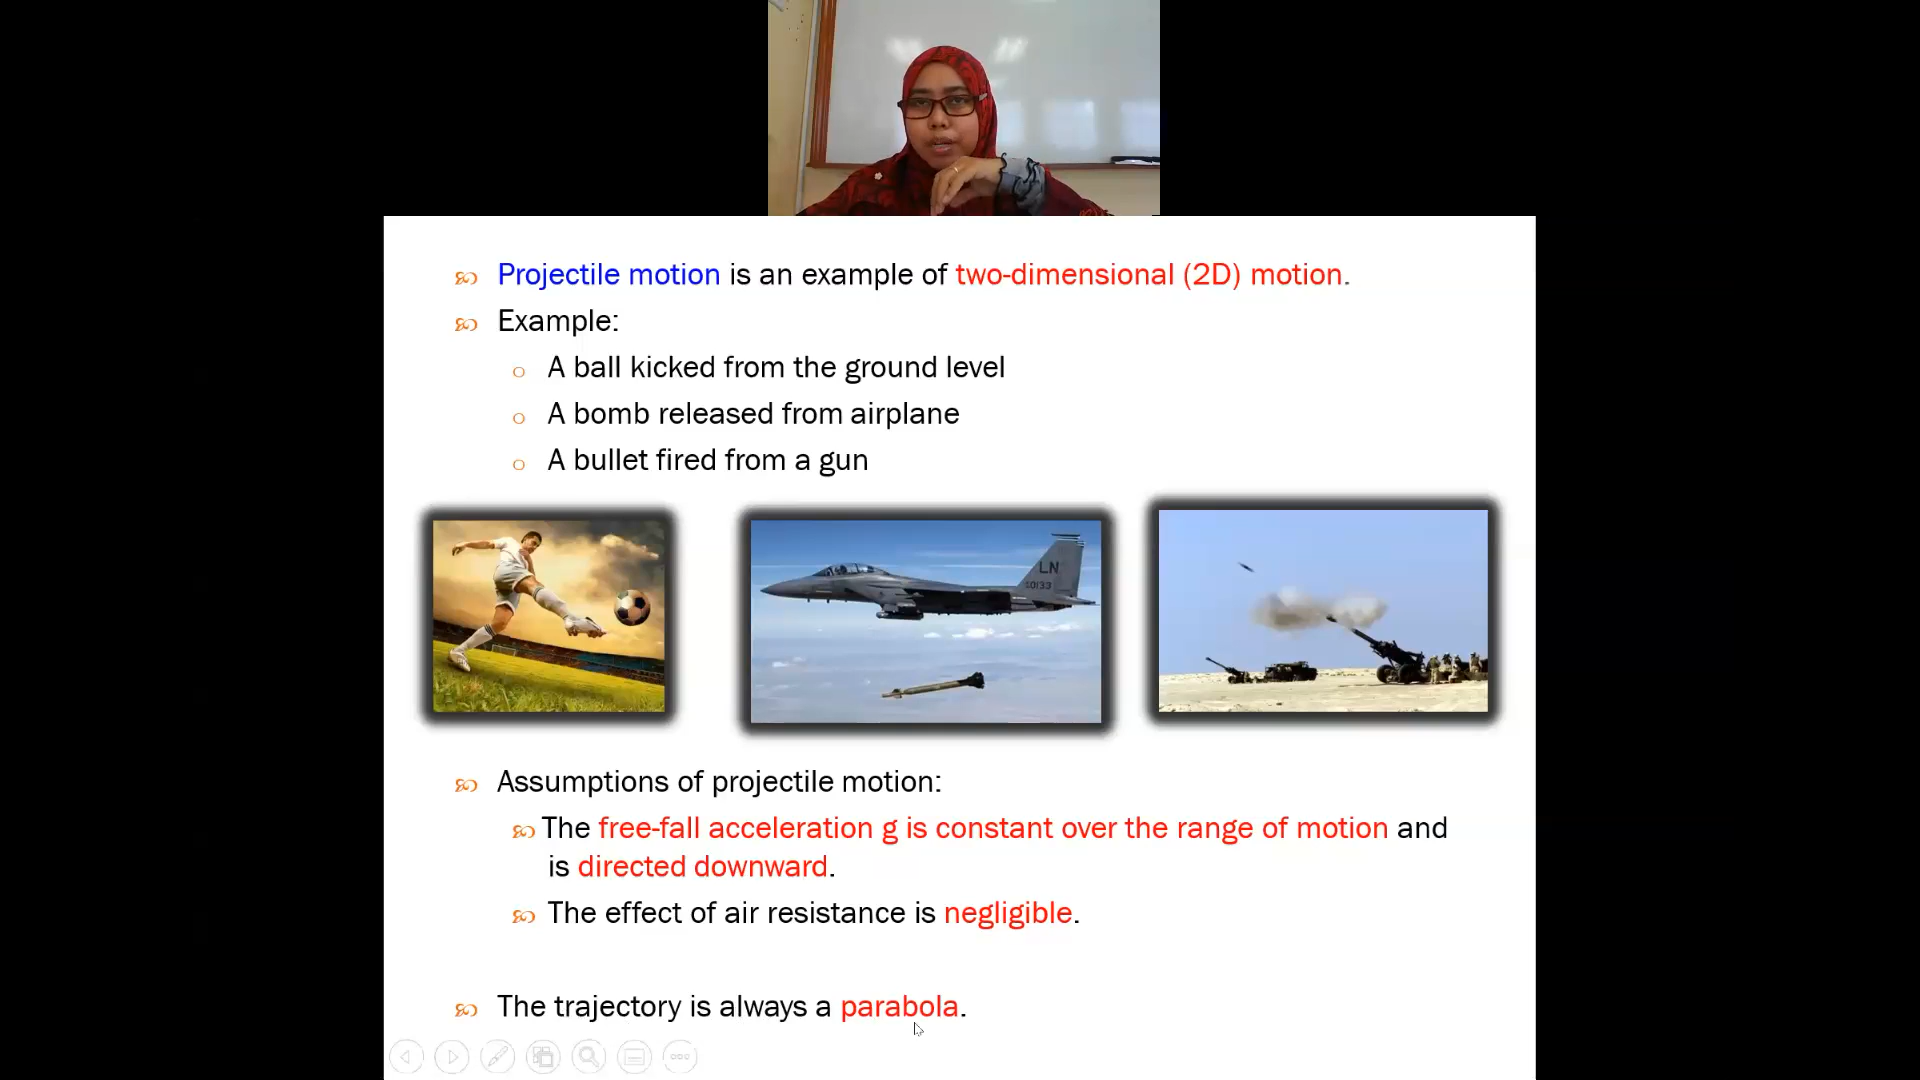 Projectile motion is an example of two-dimensional (2D) motion.
Example:
A ball kicked from the ground level
A bomb released from airplane
A bullet fired from a gun
LN
0133
Assumptions of projectile motion:
The free-fall acceleration g is constant over the range of motion and
is directed downward.
The effect of air resistance is negligible.
The trajectory is always a parabola.